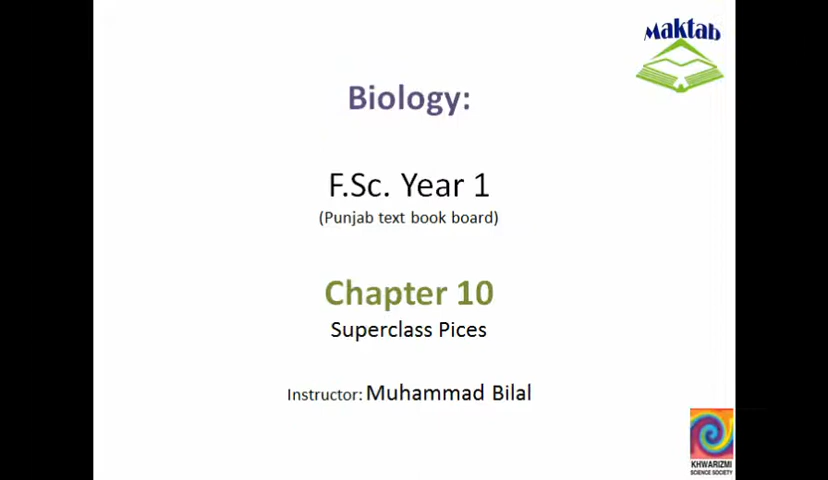 Maktab
Biology:
F.Sc. Year 1
(Punjab text book board)
Chapter 10
Superclass Pices
Instructor: Muhammad Bilal
KHWARIZMI
SCIENCE SOCIETY